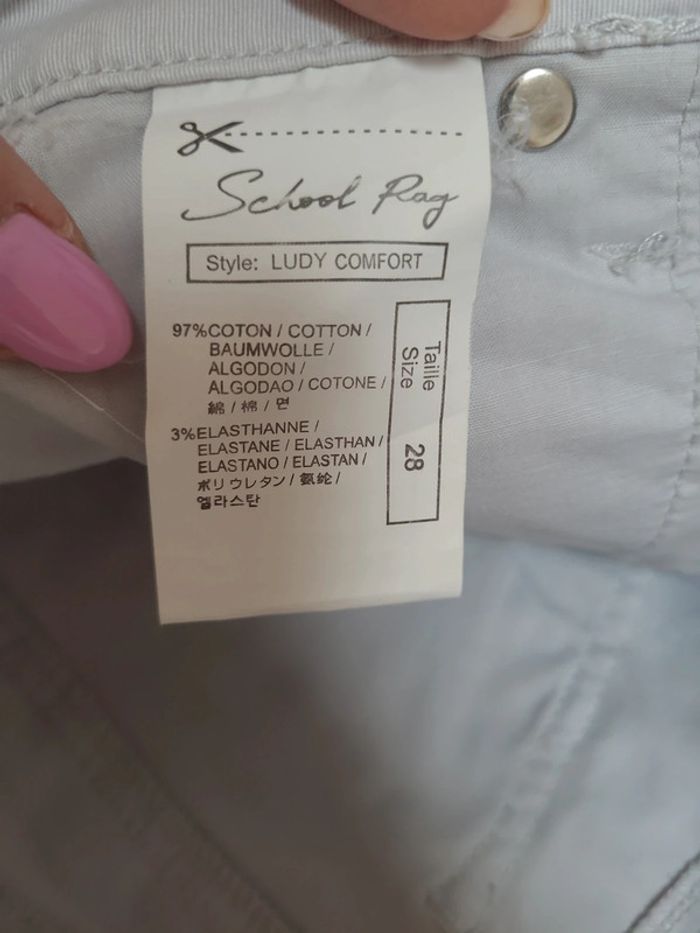 School Rag
Style: LUDY COMFORT
97%COTON / COTTON /
BAUMWOLLE /
ALGODON /
ALGODAO / COTONE /
綿 / 棉 / 면
3%ELASTHANNE /
ELASTANE / ELASTHAN /
ELASTANO / ELASTAN /
ポリウレタン / 氨纶 /
엘라스탄
Taille
Size 28